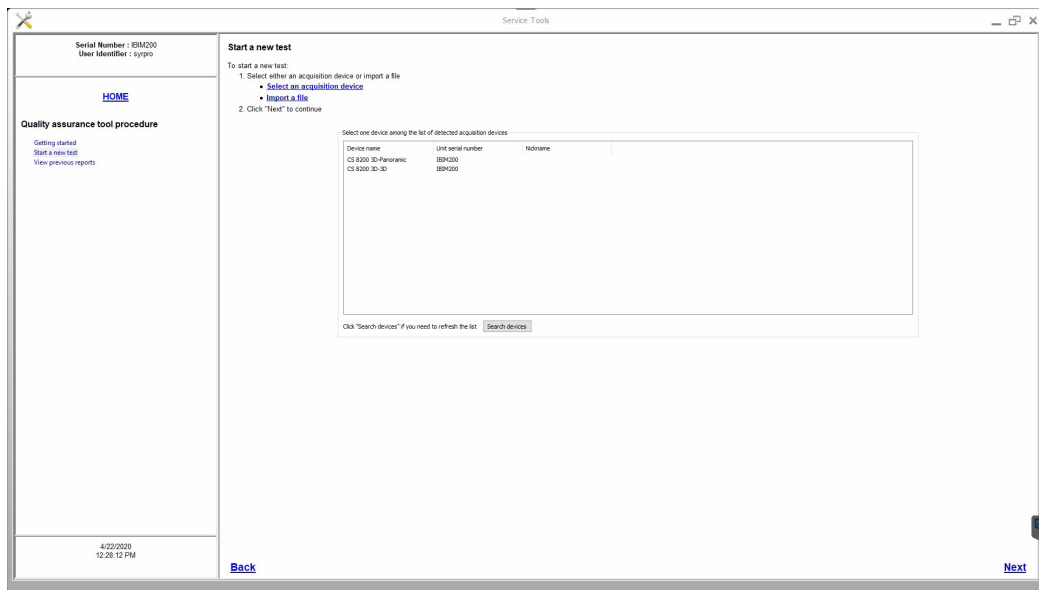 Service Tools
Serial Number : IBIM200
User Identifier : syrpro
HOME
Quality assurance tool procedure
Getting started
Start a new test
View previous reports
4/22/2020
12:28:12 PM
Start a new test
To start a new test:
1. Select either an acquisition device or import a file
• Select an acquisition device
• Import a file
2. Click "Next" to continue
Select one device among the list of detected acquisition devices
Device name Unit serial number Nickname
CS 8200 3D-Panoramic IBIM200
CS 8200 3D-3D IBIM200
Click "Search devices" if you need to refresh the list Search devices
Back Next